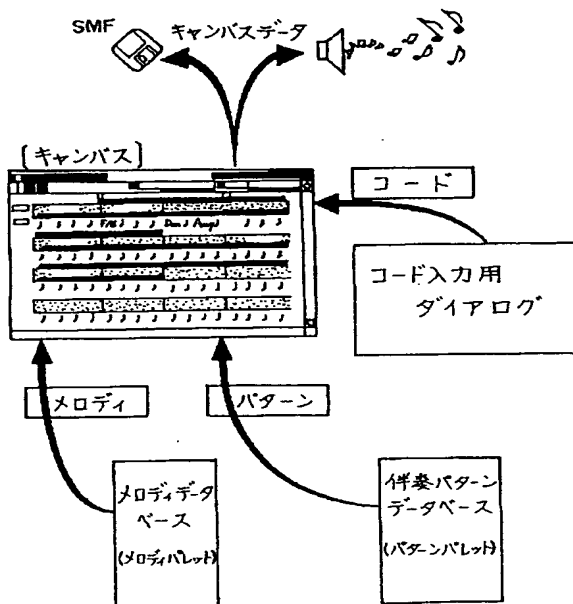 SMF
キャンバスデータ
〔キャンバス〕
コード
コード入力用
ダイアログ
メロディ
パターン
メロディデータ
ベース
(メロディパレット)
伴奏パターン
データベース
(パターンパレット)